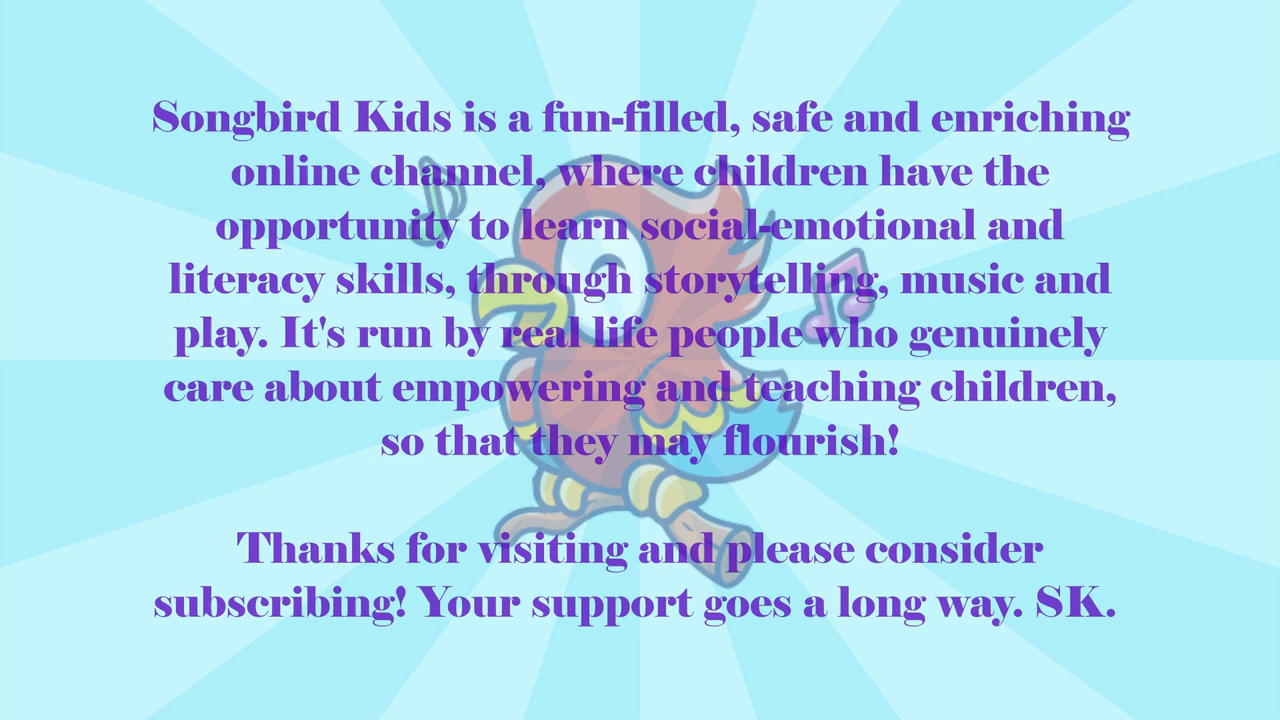 Songbird Kids is a fun-filled, safe and enriching
online channel, where children have the
opportunity to learn social-emotional and
literacy skills, through storytelling, music and
play. It's run by real life people who genuinely
care about empowering and teaching children,
so that they may flourish!
Thanks for visiting and please consider
subscribing! Your support goes a long way. SK.